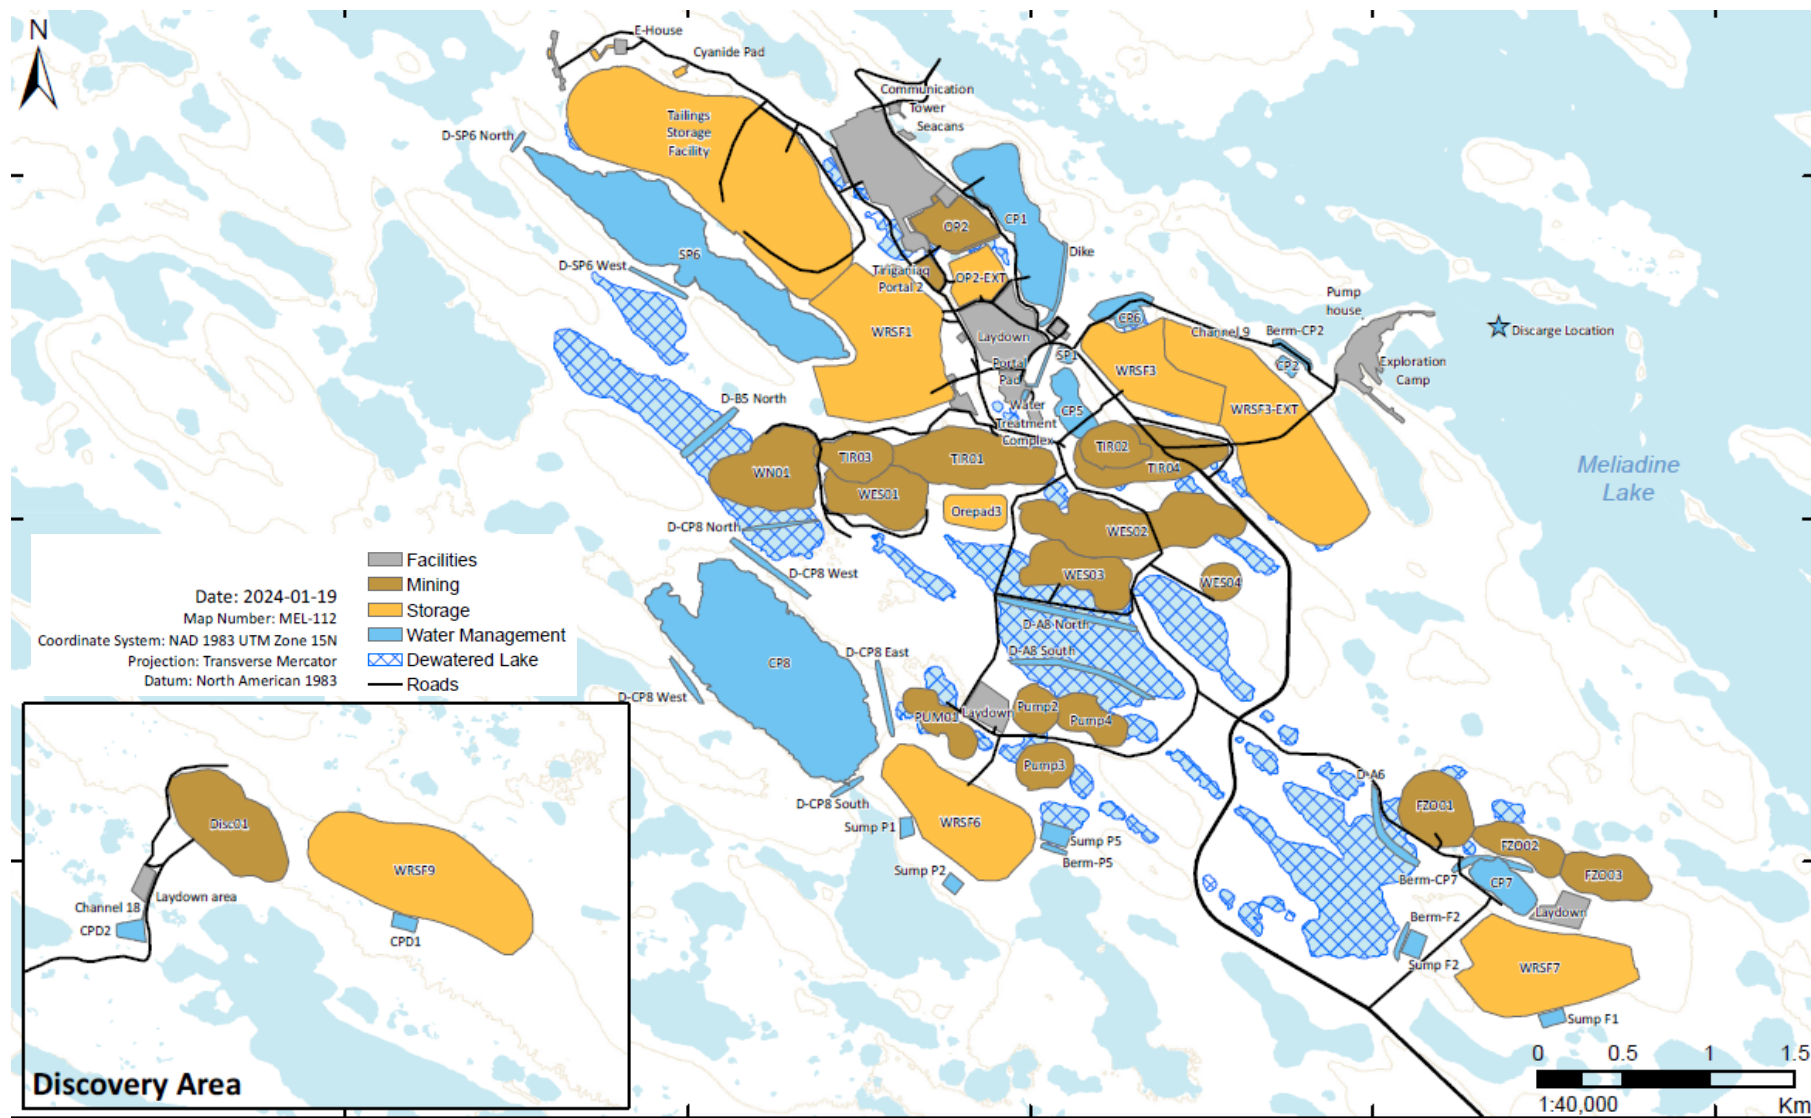 N
E-House
Cyanide Pad
Communication
Tower
Seacans
Tailings
Storage
Facility
D-SP6 North
CP1
OP2
Dike
SP6
D-SP6 West
Tiriganiaq
Portal 2
OP2-EXT
WRSF1
Laydown
CP6
Channel 9
Berm-CP2
Pump
house
Discarge Location
SP1
Portal
Pad
WRSF3
CP2
Exploration
Camp
D-B5 North
Water
Treatment
Complex
CP5
WRSF3-EXT
TIR03
TIR01
TIR02
TIR04
WN01
WES01
Meliadine
Lake
Orepad3
D-CP8 North
WES02
D-CP8 West
WES03
WES04
Facilities
Mining
Storage
Water Management
Dewatered Lake
Roads
Date: 2024-01-19
Map Number: MEL-112
Coordinate System: NAD 1983 UTM Zone 15N
Projection: Transverse Mercator
Datum: North American 1983
D-A8 North
D-A8 South
CP8
D-CP8 East
D-CP8 West
PUM01
Laydown
Pump2
Pump4
Pump3
D-CP8 South
Sump P1
WRSF6
Sump P5
Berm-P5
Sump P2
D-A6
FZO01
FZO02
FZO03
Berm-CP7
CP7
Laydown
Berm-F2
Sump F2
WRSF7
Sump F1
Disc01
WRSF9
Laydown area
Channel 18
CPD2
CPD1
Discovery Area
0 0.5 1 1.5
1:40,000 Km